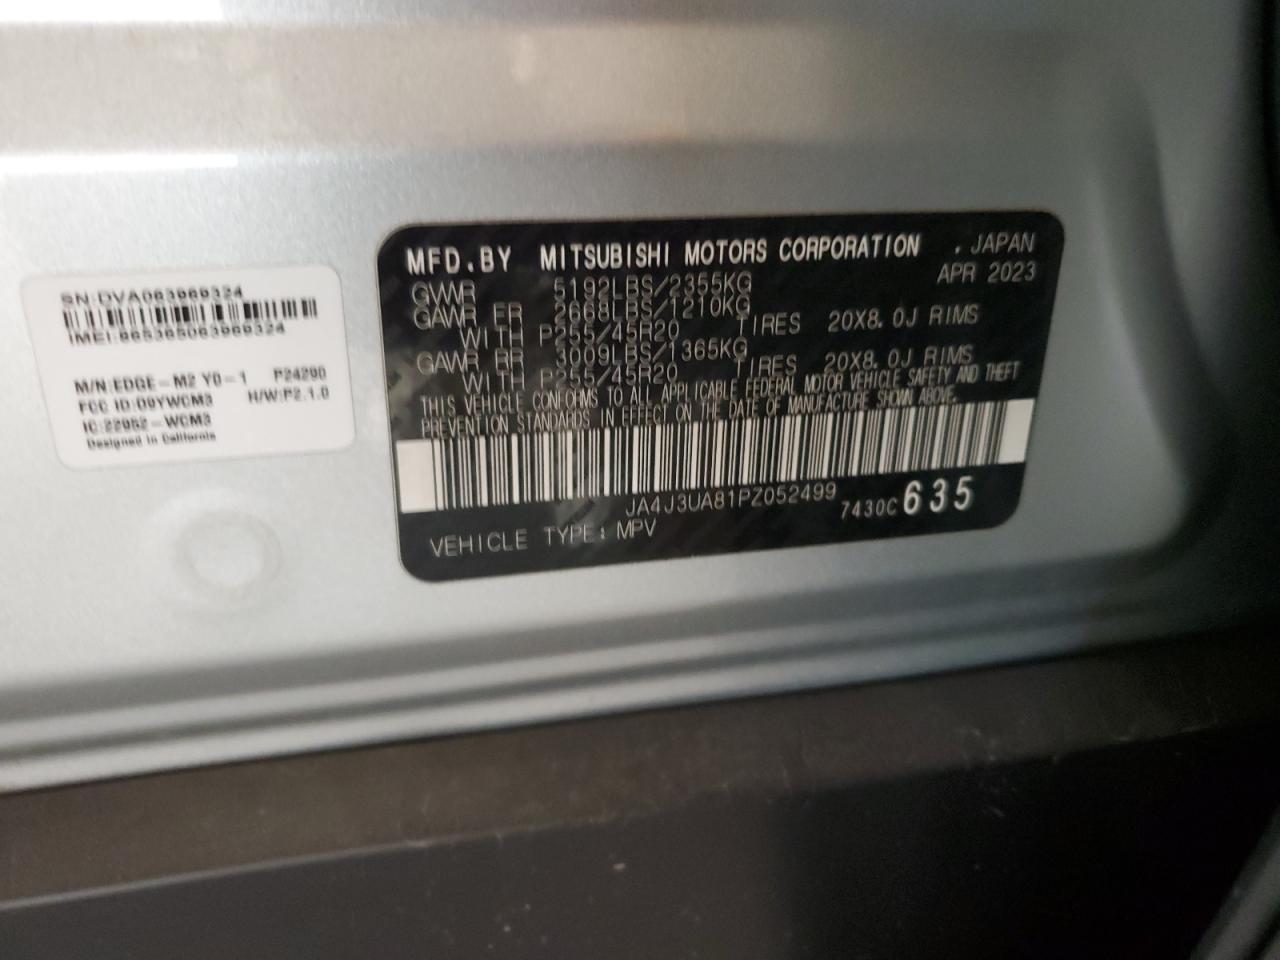 SN:DVA063969324
IMEI:865365063969324
M/N:EDGE-M2 Y0-1 P24290
FCC ID:O9YWCM3 H/W:P2.1.0
IC:22952-WCM3
Designed in California
MFD.BY MITSUBISHI MOTORS CORPORATION . JAPAN
APR 2023
GVWR 5192LBS/2355KG
GAWR FR 2668LBS/1210KG
WITH P255/45R20 TIRES 20X8.0J RIMS
GAWR RR 3009LBS/1365KG
WITH P255/45R20 TIRES 20X8.0J RIMS
THIS VEHICLE CONFORMS TO ALL APPLICABLE FEDERAL MOTOR VEHICLE SAFETY AND THEFT
PREVENTION STANDARDS IN EFFECT ON THE DATE OF MANUFACTURE SHOWN ABOVE.
JA4J3UA81PZ052499
7430C 635
VEHICLE TYPE: MPV